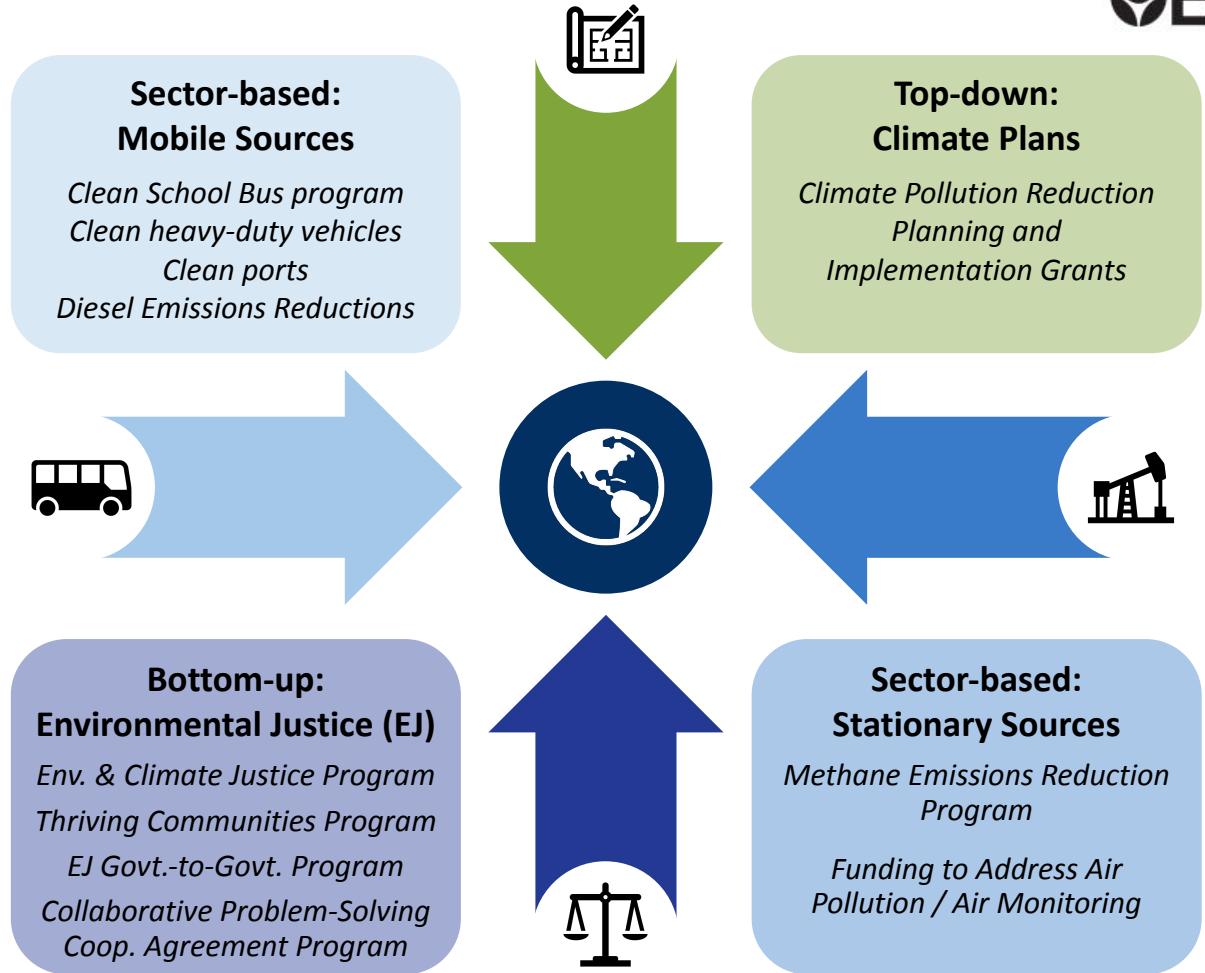 Sector-based:
Mobile Sources
Clean School Bus program
Clean heavy-duty vehicles
Clean ports
Diesel Emissions Reductions
Top-down:
Climate Plans
Climate Pollution Reduction
Planning and
Implementation Grants
Bottom-up:
Environmental Justice (EJ)
Env. & Climate Justice Program
Thriving Communities Program
EJ Govt.-to-Govt. Program
Collaborative Problem-Solving
Coop. Agreement Program
Sector-based:
Stationary Sources
Methane Emissions Reduction
Program
Funding to Address Air
Pollution / Air Monitoring